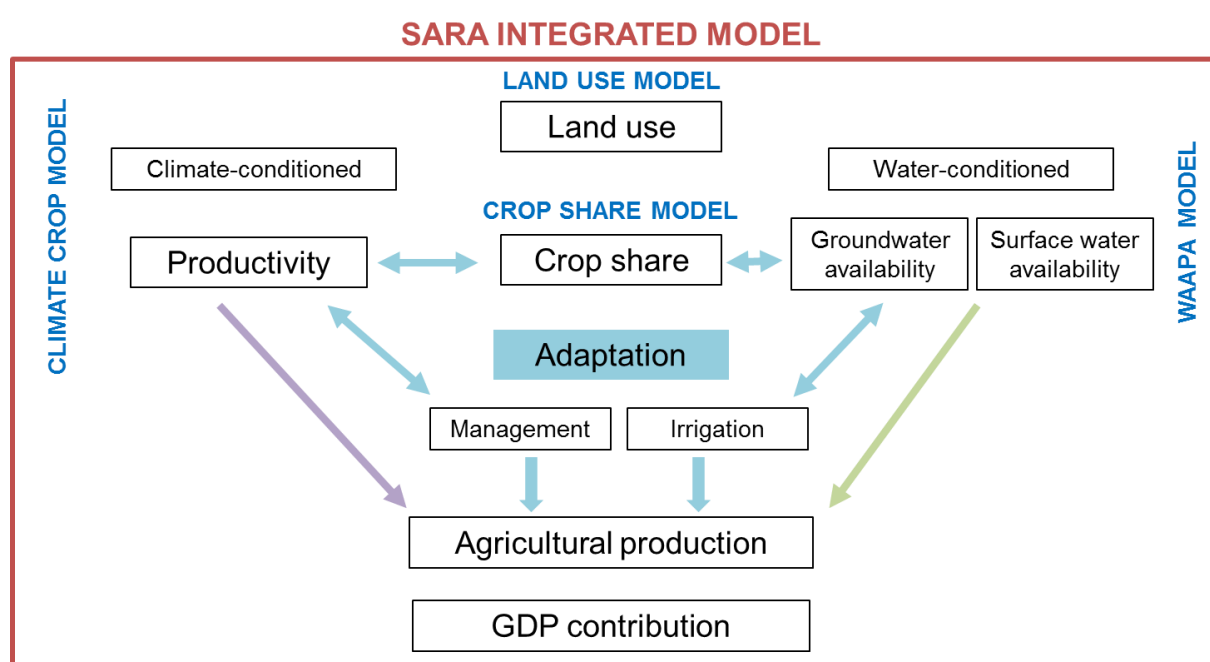 SARA INTEGRATED MODEL
LAND USE MODEL
Land use
CLIMATE CROP MODEL
Climate-conditioned
Water-conditioned
WAAPA MODEL
CROP SHARE MODEL
Productivity
Crop share
Groundwater
availability
Surface water
availability
Adaptation
Management
Irrigation
Agricultural production
GDP contribution